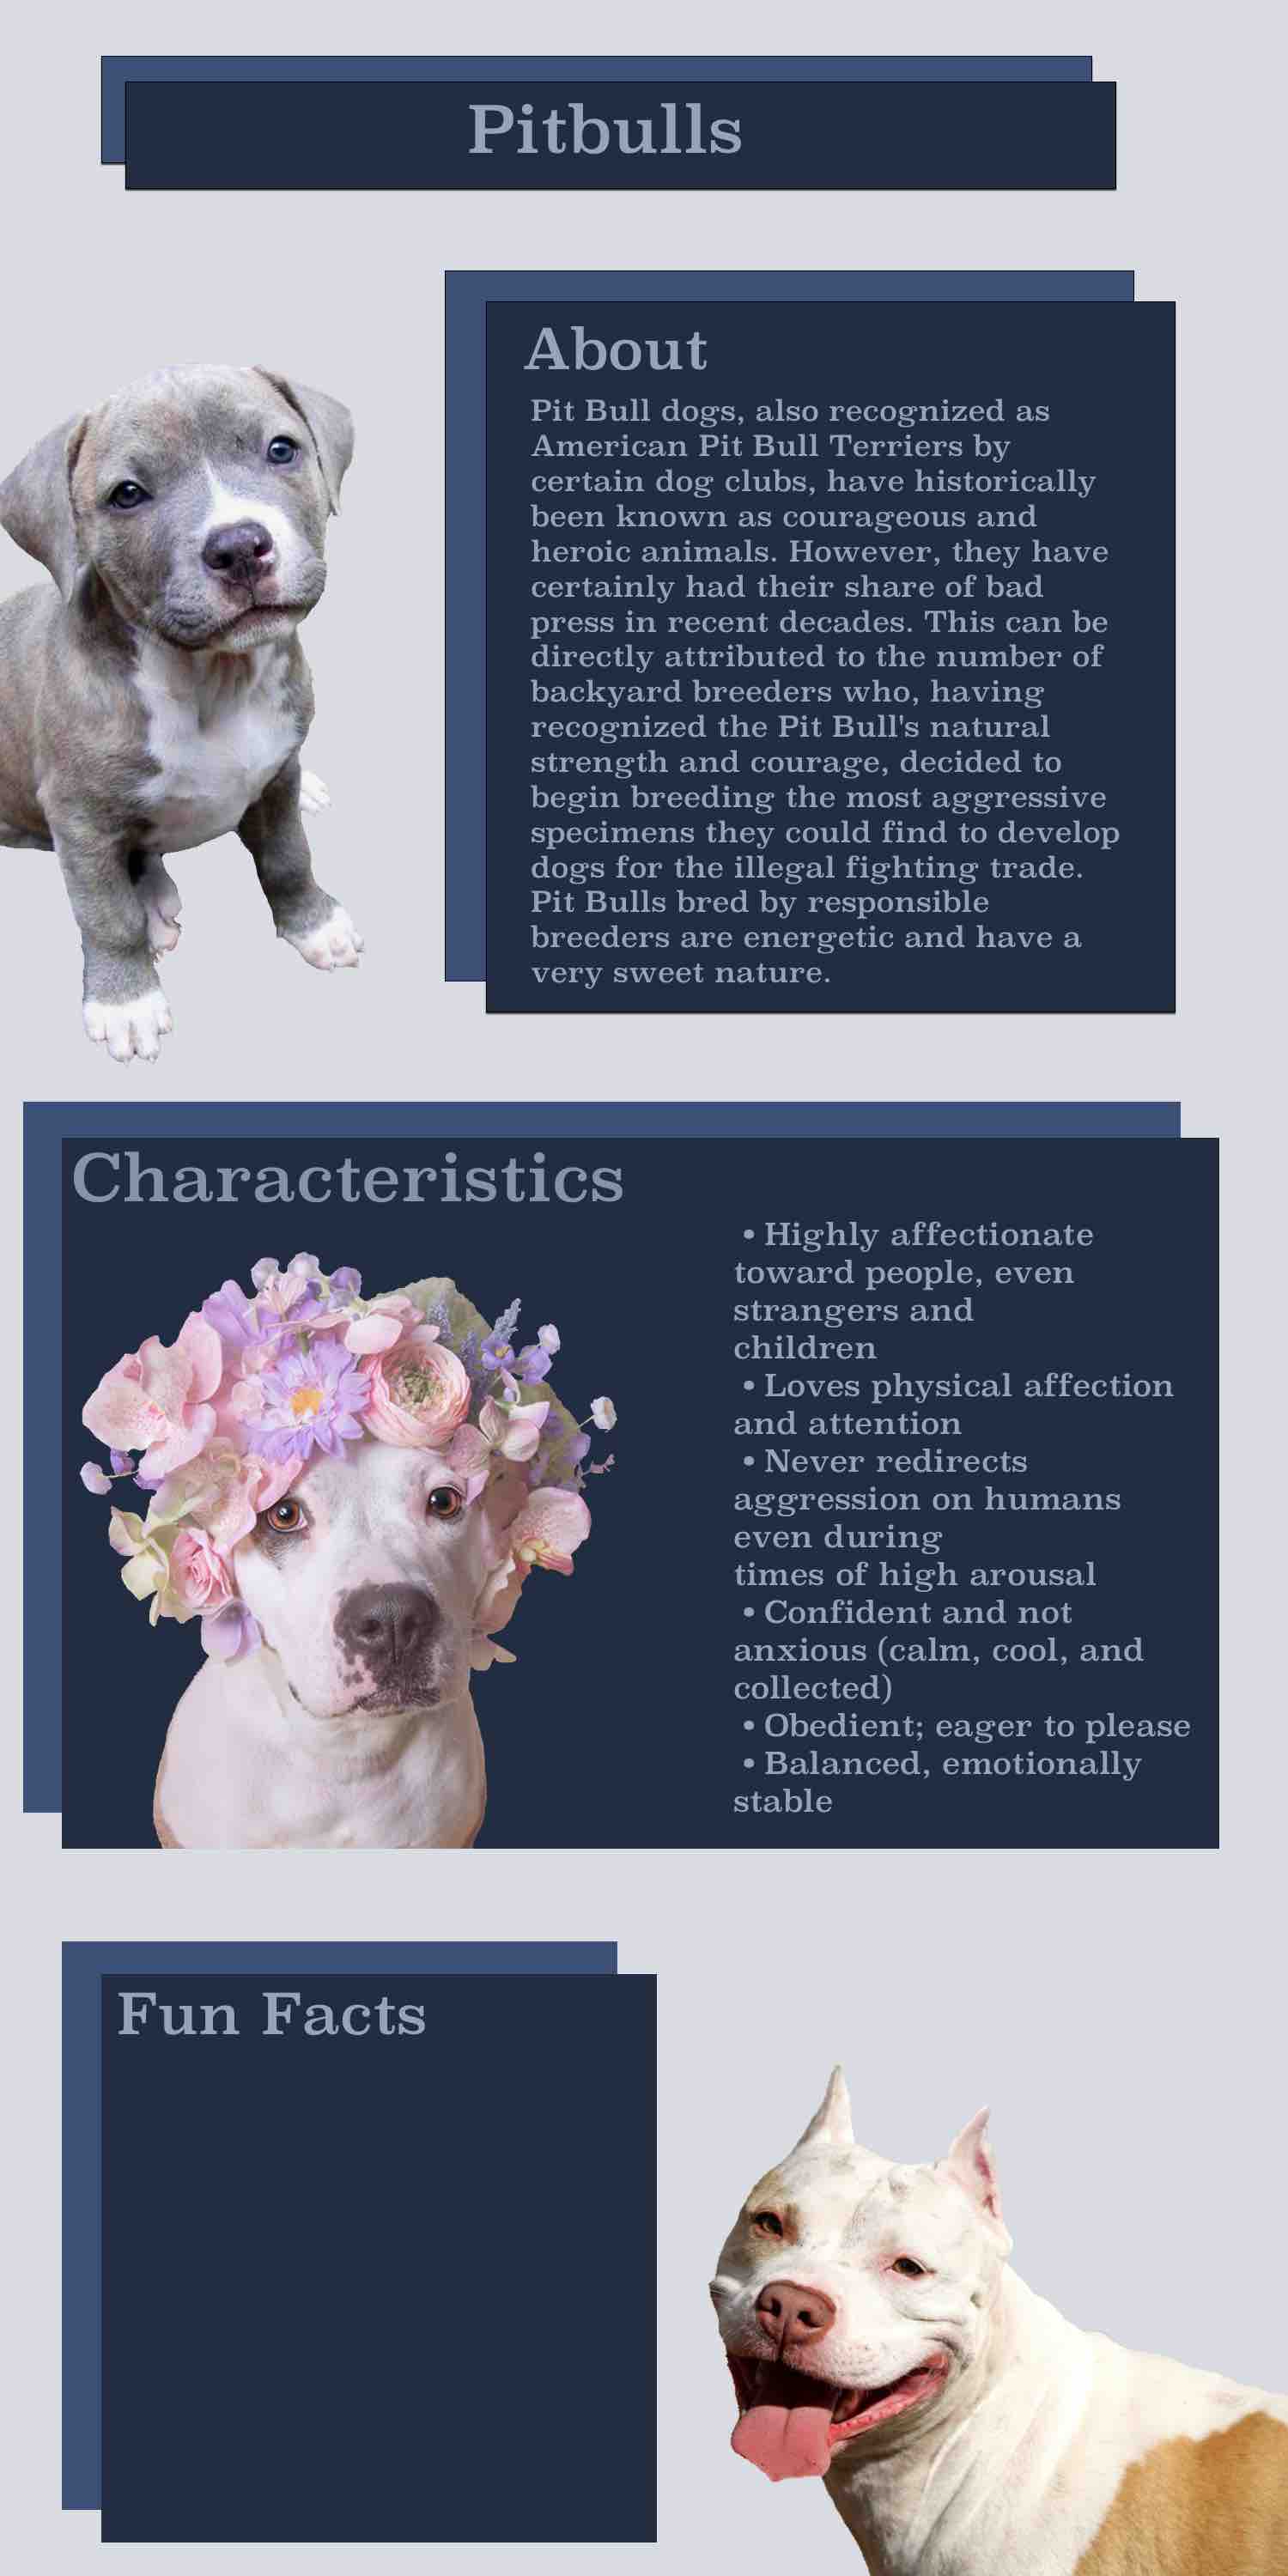 Pitbulls
About
Pit Bull dogs, also recognized as
American Pit Bull Terriers by
certain dog clubs, have historically
been known as courageous and
heroic animals. However, they have
certainly had their share of bad
press in recent decades. This can be
directly attributed to the number of
backyard breeders who, having
recognized the Pit Bull's natural
strength and courage, decided to
begin breeding the most aggressive
specimens they could find to develop
dogs for the illegal fighting trade.
Pit Bulls bred by responsible
breeders are energetic and have a
very sweet nature.
Characteristics
• Highly affectionate
toward people, even
strangers and
children
• Loves physical affection
and attention
• Never redirects
aggression on humans
even during
times of high arousal
• Confident and not
anxious (calm, cool, and
collected)
• Obedient; eager to please
• Balanced, emotionally
stable
Fun Facts